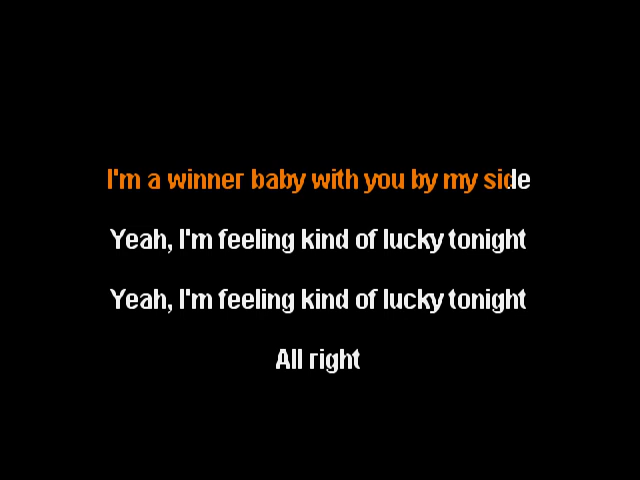 I'm a winner baby with you by my side
Yeah, I'm feeling kind of lucky tonight
Yeah, I'm feeling kind of lucky tonight
All right